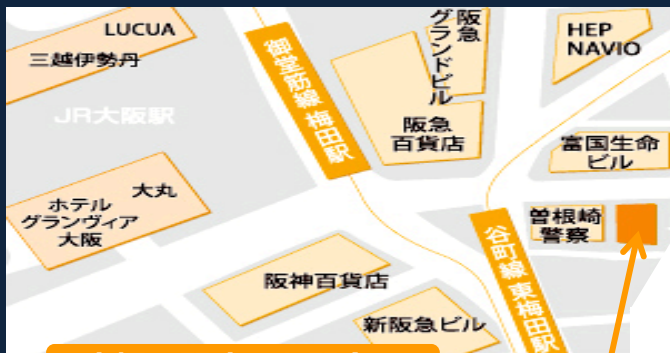 LUCUA
三越伊勢丹
JR大阪駅
御堂筋線 梅田駅
阪急
グランドビル
阪急
百貨店
HEP
NAVIO
富国生命
ビル
ホテル
グランヴィア
大阪
大丸
阪神百貨店
新阪急ビル
谷町線 東梅田駅
曽根崎
警察